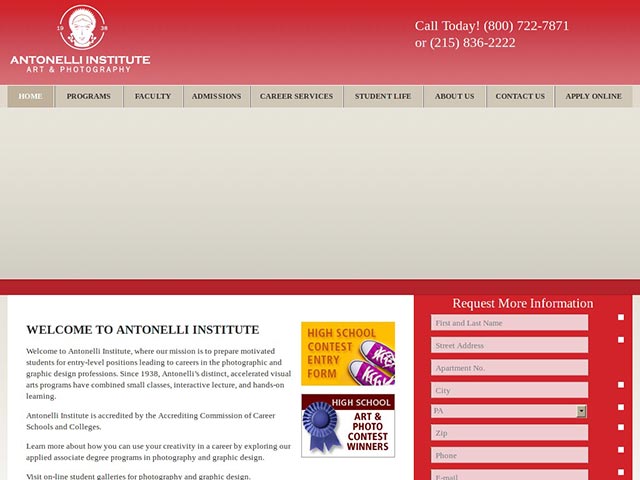 19 38
ANTONELLI INSTITUTE
ART & PHOTOGRAPHY
Call Today! (800) 722-7871
or (215) 836-2222
HOME PROGRAMS FACULTY ADMISSIONS CAREER SERVICES STUDENT LIFE ABOUT US CONTACT US APPLY ONLINE
WELCOME TO ANTONELLI INSTITUTE
Welcome to Antonelli Institute, where our mission is to prepare motivated
students for entry-level positions leading to careers in the photographic and
graphic design professions. Since 1938, Antonelli's distinct, accelerated visual
arts programs have combined small classes, interactive lecture, and hands-on
learning.
Antonelli Institute is accredited by the Accrediting Commission of Career
Schools and Colleges.
Learn more about how you can use your creativity in a career by exploring our
applied associate degree programs in photography and graphic design.
Visit on-line student galleries for photography and graphic design.
HIGH SCHOOL
CONTEST
ENTRY
FORM
HIGH SCHOOL
ART &
PHOTO
CONTEST
WINNERS
Request More Information
First and Last Name
Street Address
Apartment No.
City
PA
Zip
Phone
E-mail